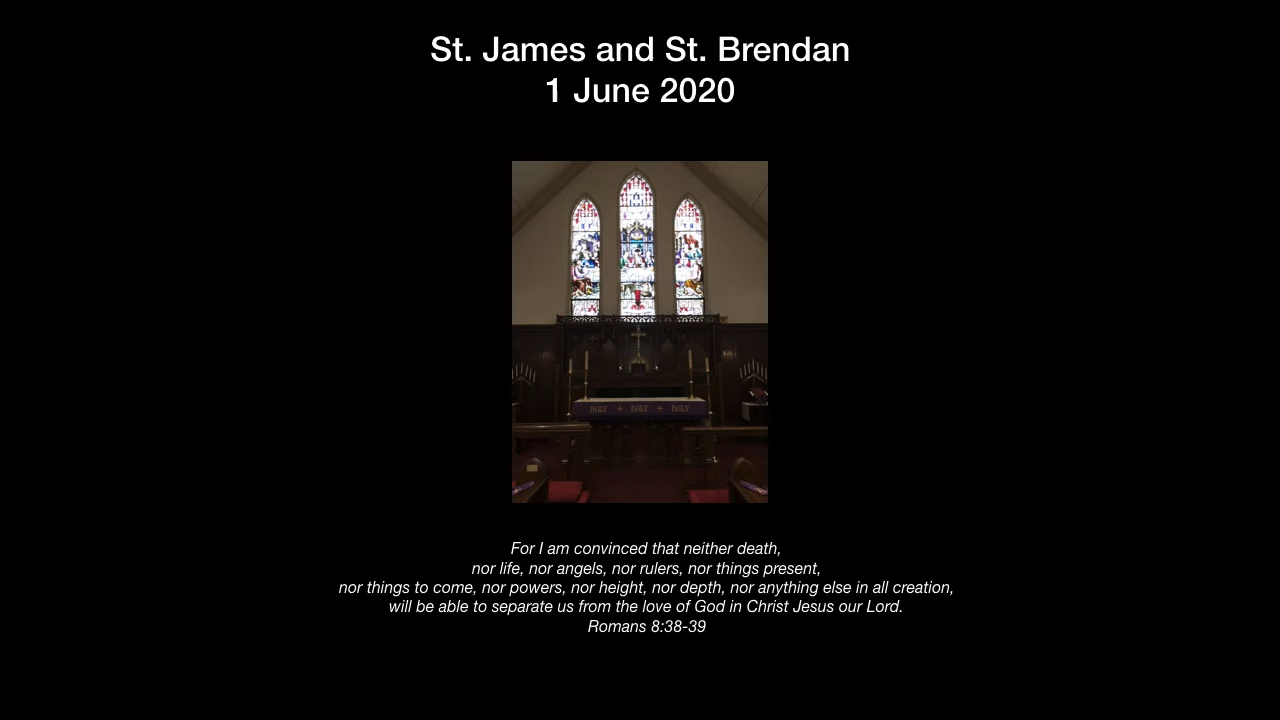 St. James and St. Brendan
1 June 2020
HOLY + HOLY + HOLY
For I am convinced that neither death,
nor life, nor angels, nor rulers, nor things present,
nor things to come, nor powers, nor height, nor depth, nor anything else in all creation,
will be able to separate us from the love of God in Christ Jesus our Lord.
Romans 8:38-39